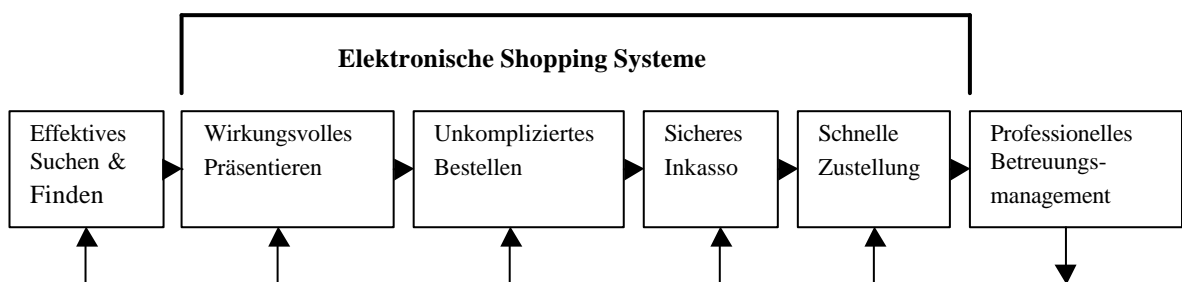 Elektronische Shopping Systeme
Effektives
Suchen &
Finden
Wirkungsvolles
Präsentieren
Unkompliziertes
Bestellen
Sicheres
Inkasso
Schnelle
Zustellung
Professionelles
Betreuungs-
management